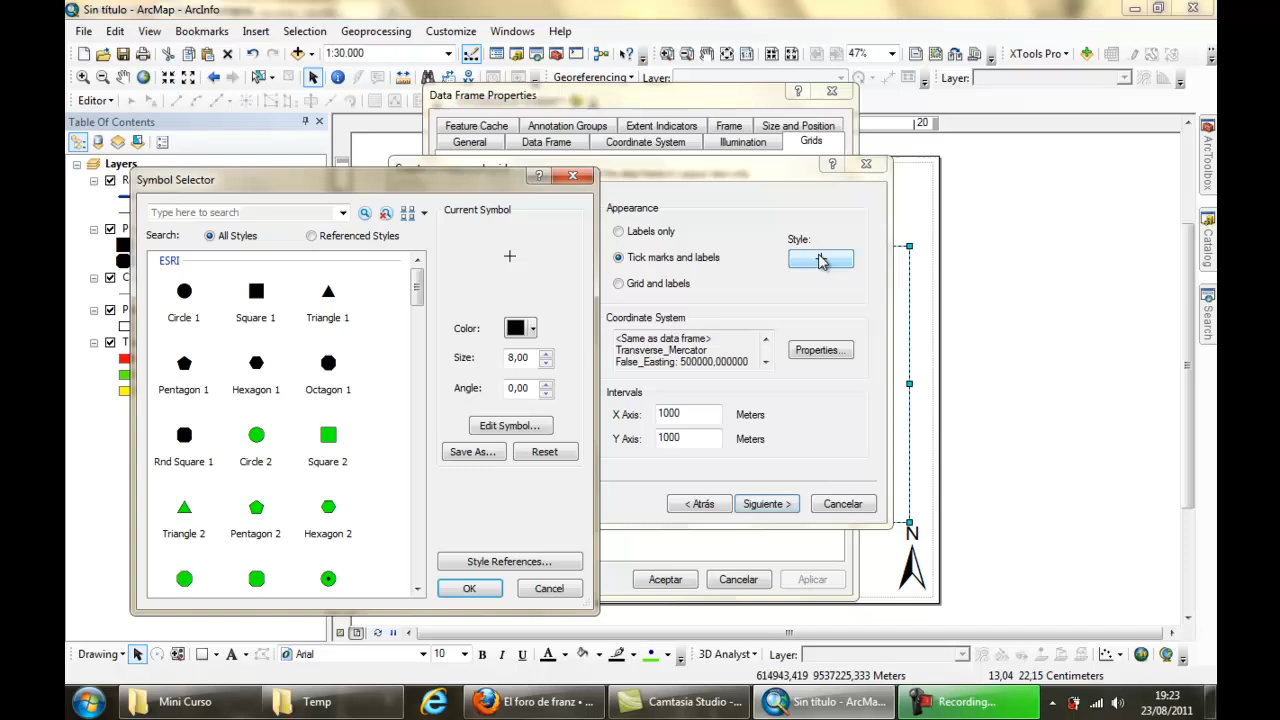 Sin título - ArcMap - ArcInfo
File Edit View Bookmarks Insert Selection Geoprocessing Customize Windows Help
1:30.000
47%
XTools Pro
Georeferencing
Layer:
Layer:
Editor
Table Of Contents
Layers
Data Frame Properties
Feature Cache Annotation Groups Extent Indicators Frame Size and Position
General Data Frame Coordinate System Illumination Grids
20
Symbol Selector
Type here to search
Search: All Styles Referenced Styles
ESRI
Circle 1 Square 1 Triangle 1
Pentagon 1 Hexagon 1 Octagon 1
Rnd Square 1 Circle 2 Square 2
Triangle 2 Pentagon 2 Hexagon 2
Current Symbol
Color:
Size: 8,00
Angle: 0,00
Edit Symbol...
Save As... Reset
Style References...
OK Cancel
Appearance
Labels only
Tick marks and labels
Grid and labels
Style:
Coordinate System
<Same as data frame>
Transverse_Mercator
False_Easting: 500000,000000
Properties...
Intervals
X Axis: 1000 Meters
Y Axis: 1000 Meters
< Atrás Siguiente > Cancelar
Aceptar Cancelar Aplicar
N
ArcToolbox
Catalog
Search
Drawing
Arial
10
B I U
A
3D Analyst
Layer:
614943,419 9537225,333 Meters
13,04 22,15 Centimeters
Mini Curso
Temp
El foro de franz • ...
Camtasia Studio - ...
Sin título - ArcMa...
Recording...
19:23
23/08/2011